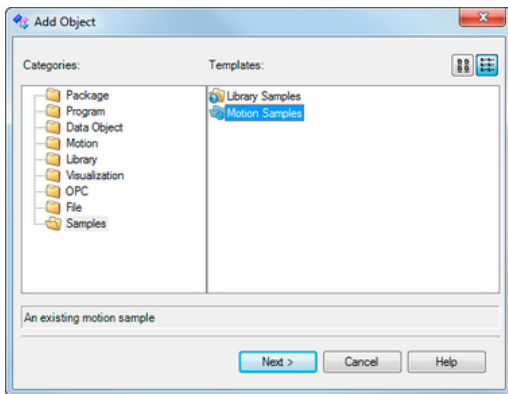 Add Object
Categories:
Templates:
Package
Program
Data Object
Motion
Library
Visualization
OPC
File
Samples
Library Samples
Motion Samples
An existing motion sample
Next >
Cancel
Help